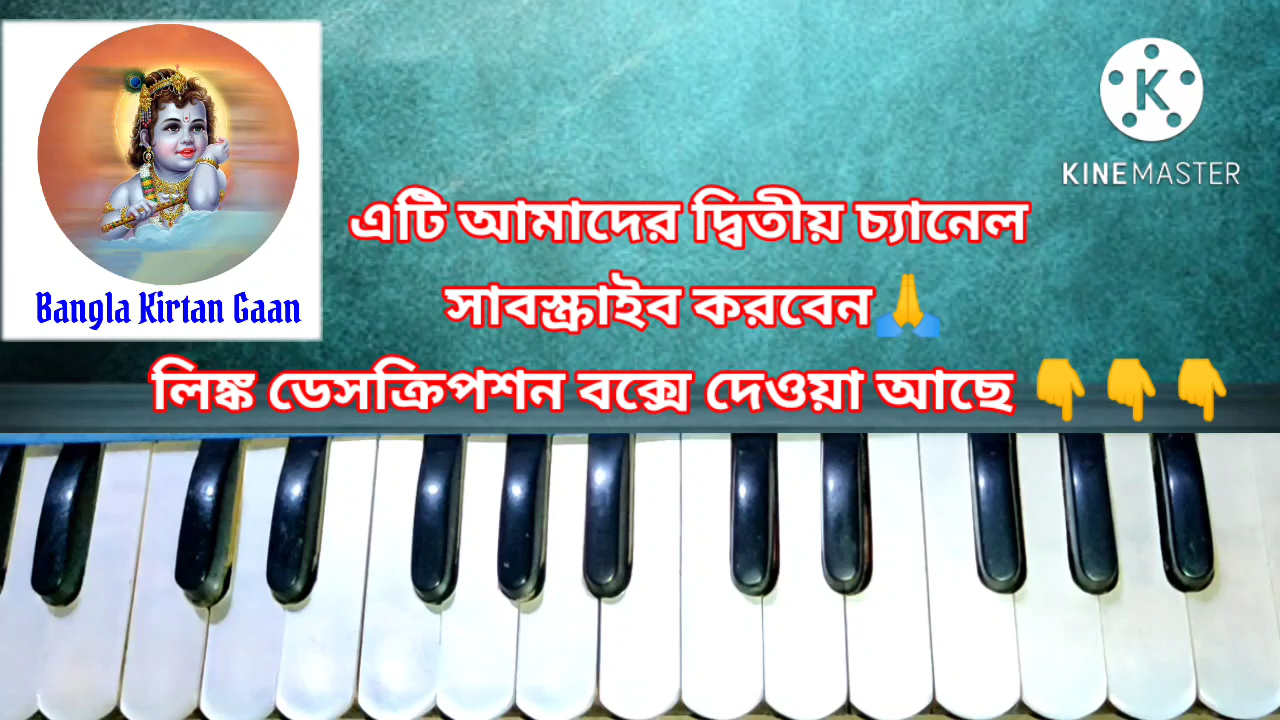 K
KINEMASTER
এটি আমাদের দ্বিতীয় চ্যানেল
সাবস্ক্রাইব করবেন🙏
Bangla Kirtan Gaan
লিঙ্ক ডেসক্রিপশন বক্সে দেওয়া আছে 👇👇👇